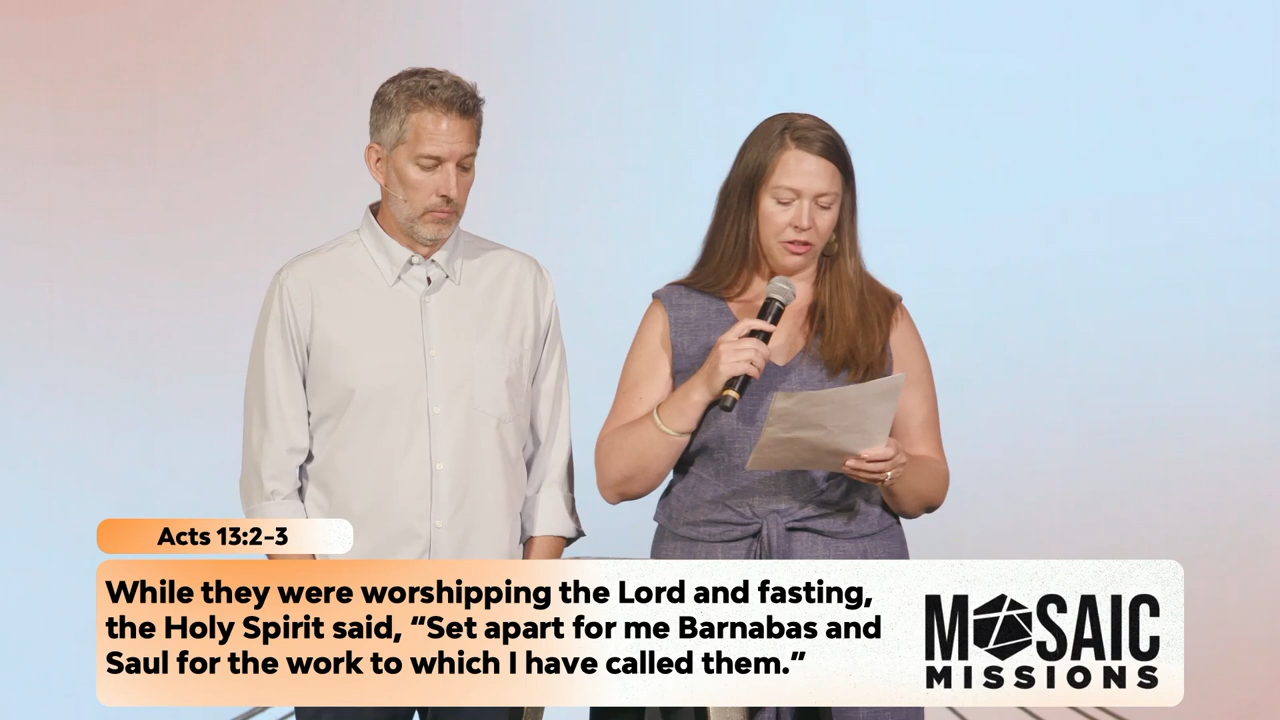 Acts 13:2-3
While they were worshipping the Lord and fasting,
the Holy Spirit said, “Set apart for me Barnabas and
Saul for the work to which I have called them.”
MOSAIC
MISSIONS